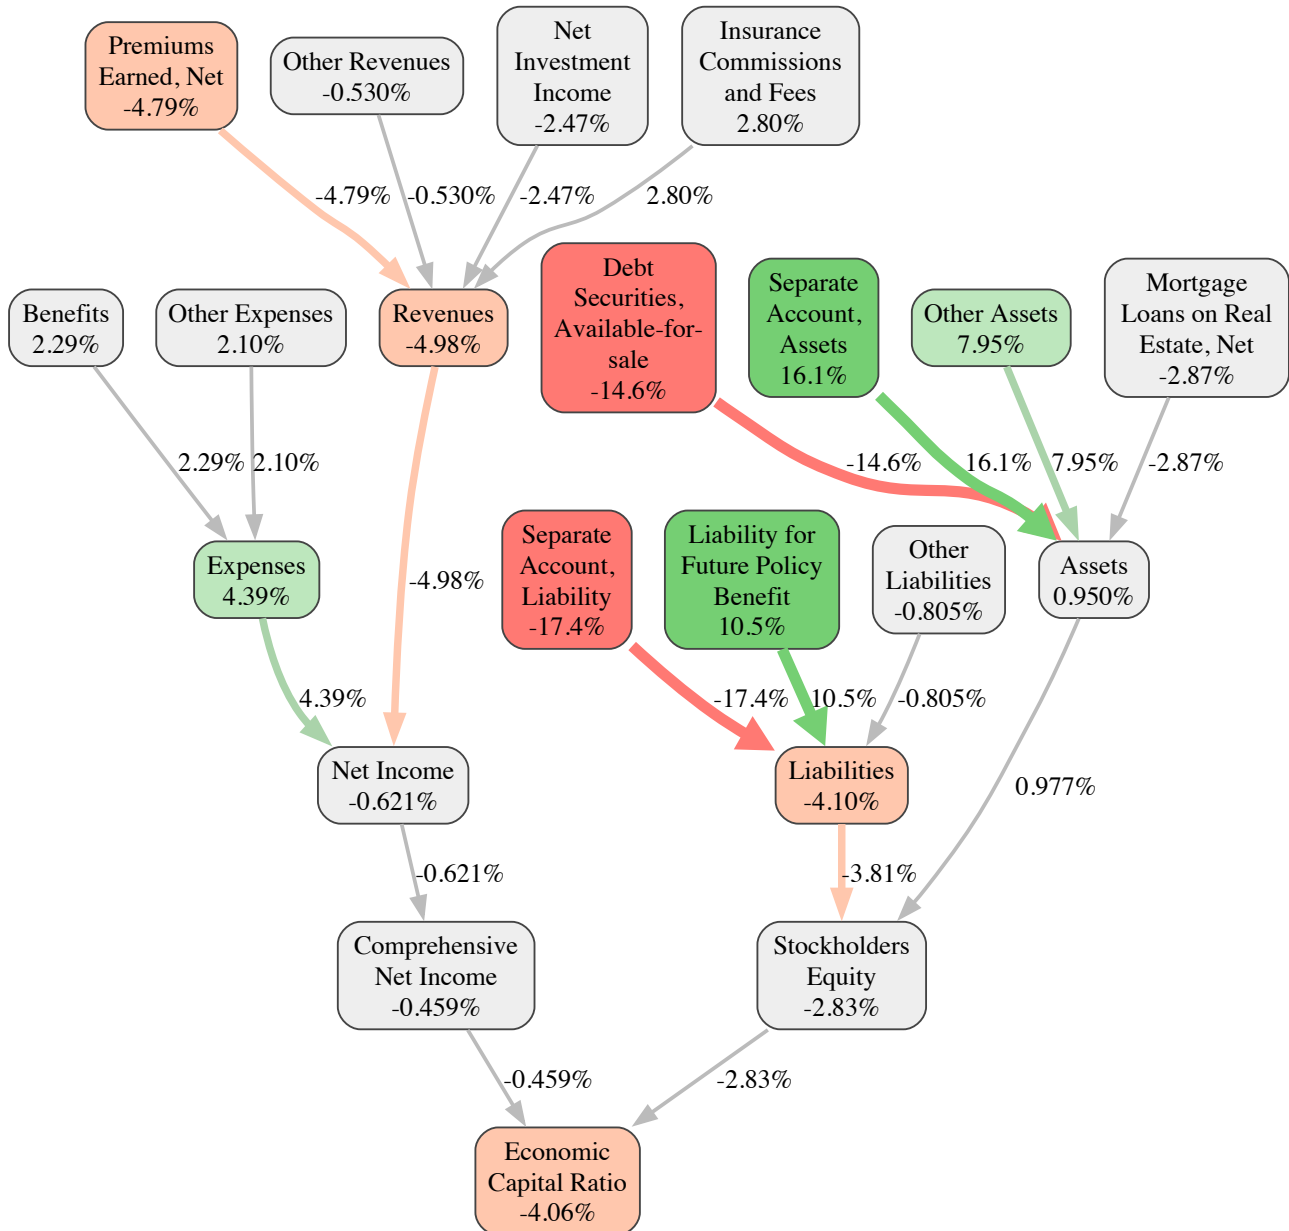 Premiums
Earned, Net
-4.79%
Other Revenues
-0.530%
Net
Investment
Income
-2.47%
Insurance
Commissions
and Fees
2.80%
-4.79%
-0.530%
-2.47%
2.80%
Benefits
2.29%
Other Expenses
2.10%
Revenues
-4.98%
Debt
Securities,
Available-for-
sale
-14.6%
Separate
Account,
Assets
16.1%
Other Assets
7.95%
Mortgage
Loans on Real
Estate, Net
-2.87%
2.29%
2.10%
-14.6%
16.1%
7.95%
-2.87%
Expenses
4.39%
-4.98%
Separate
Account,
Liability
-17.4%
Liability for
Future Policy
Benefit
10.5%
Other
Liabilities
-0.805%
Assets
0.950%
4.39%
-17.4%
10.5%
-0.805%
Net Income
-0.621%
Liabilities
-4.10%
0.977%
-0.621%
-3.81%
Comprehensive
Net Income
-0.459%
Stockholders
Equity
-2.83%
-0.459%
-2.83%
Economic
Capital Ratio
-4.06%